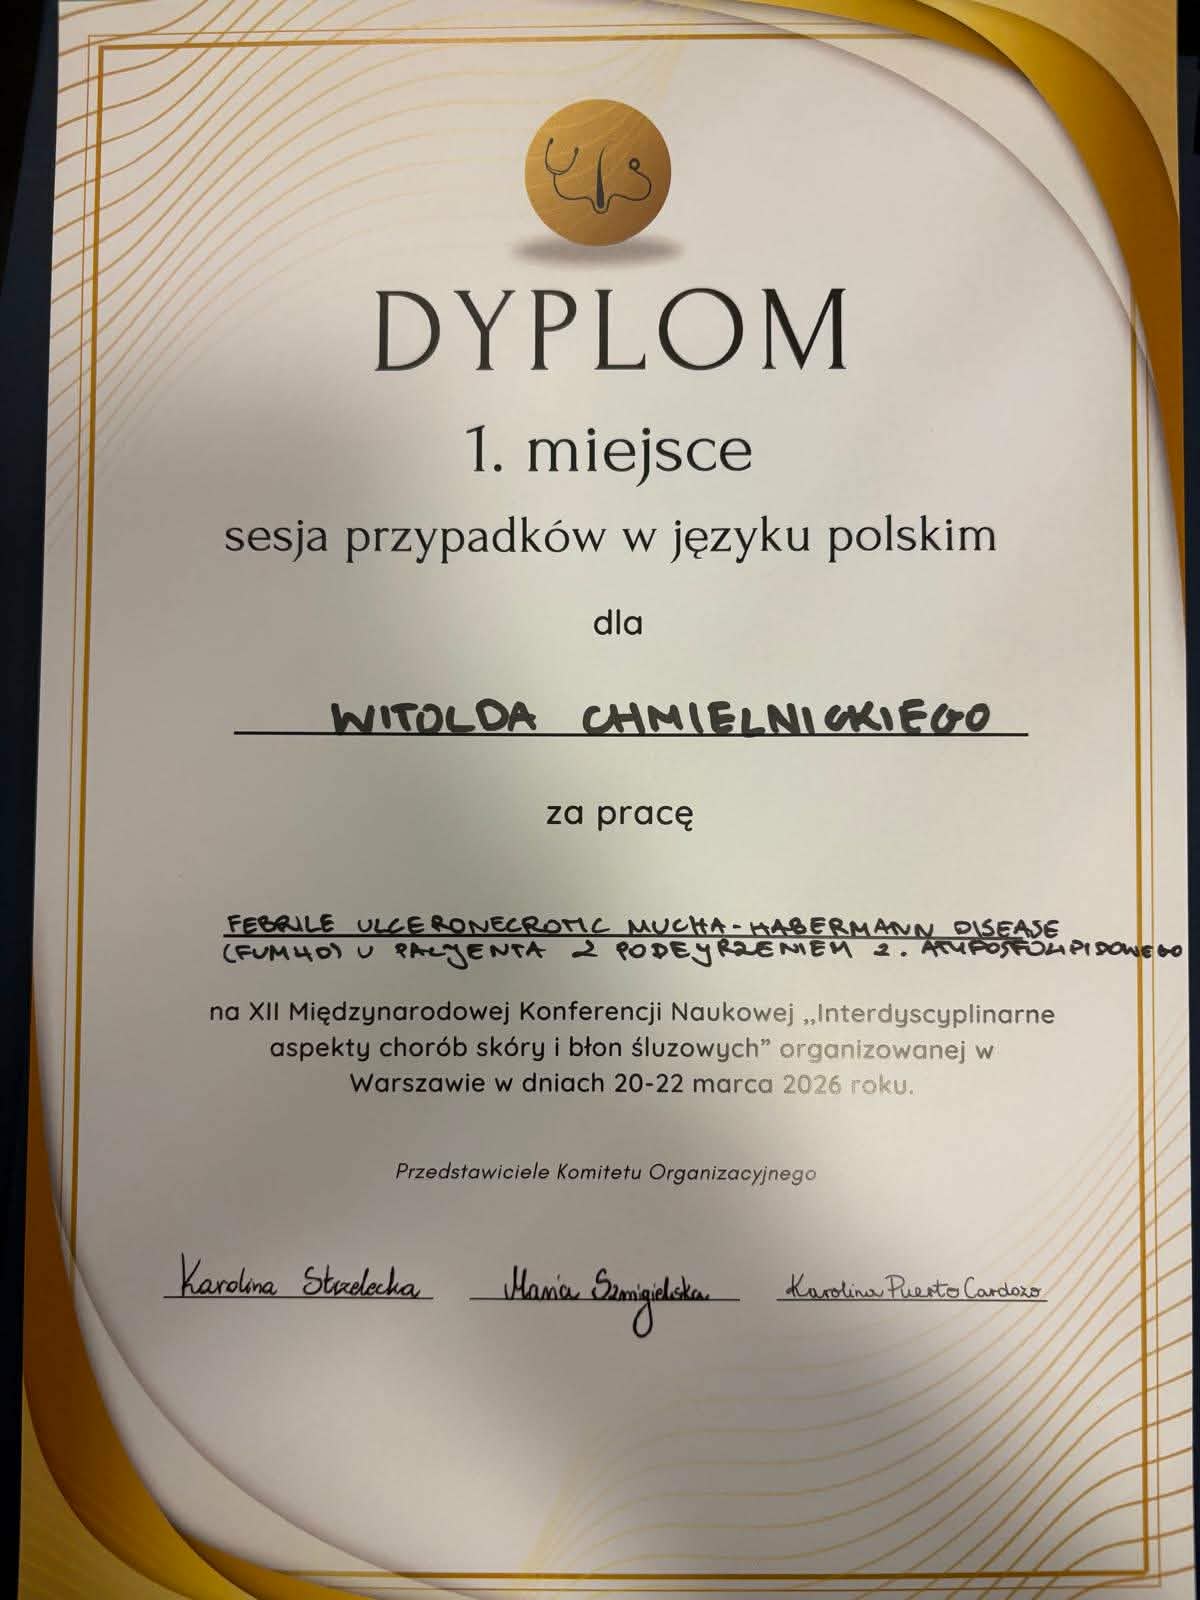 DYPLOM
1. miejsce
sesja przypadków w języku polskim
dla
WITOLDA CHMIELNICKIEGO
za pracę
FEBRILE ULCERONECROTIC MUCHA-HABERMANN DISEASE
(FUMHD) U PACJENTA Z PODEJRZENIEM Z. ANTYFOSFOLIPIDOWEGO
na XII Międzynarodowej Konferencji Naukowej „Interdyscyplinarne
aspekty chorób skóry i błon śluzowych” organizowanej w
Warszawie w dniach 20-22 marca 2026 roku.
Przedstawiciele Komitetu Organizacyjnego
Karolina Strzelecka Maria Szmigielska Karolina Puerto Cardozo